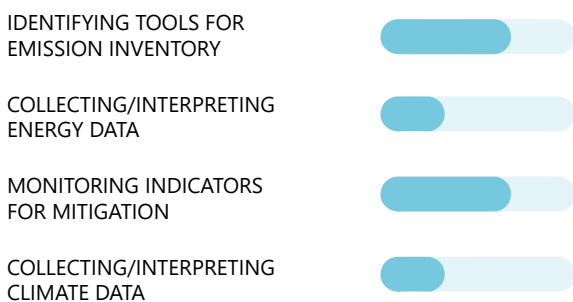 IDENTIFYING TOOLS FOR
EMISSION INVENTORY
COLLECTING/INTERPRETING
ENERGY DATA
MONITORING INDICATORS
FOR MITIGATION
COLLECTING/INTERPRETING
CLIMATE DATA